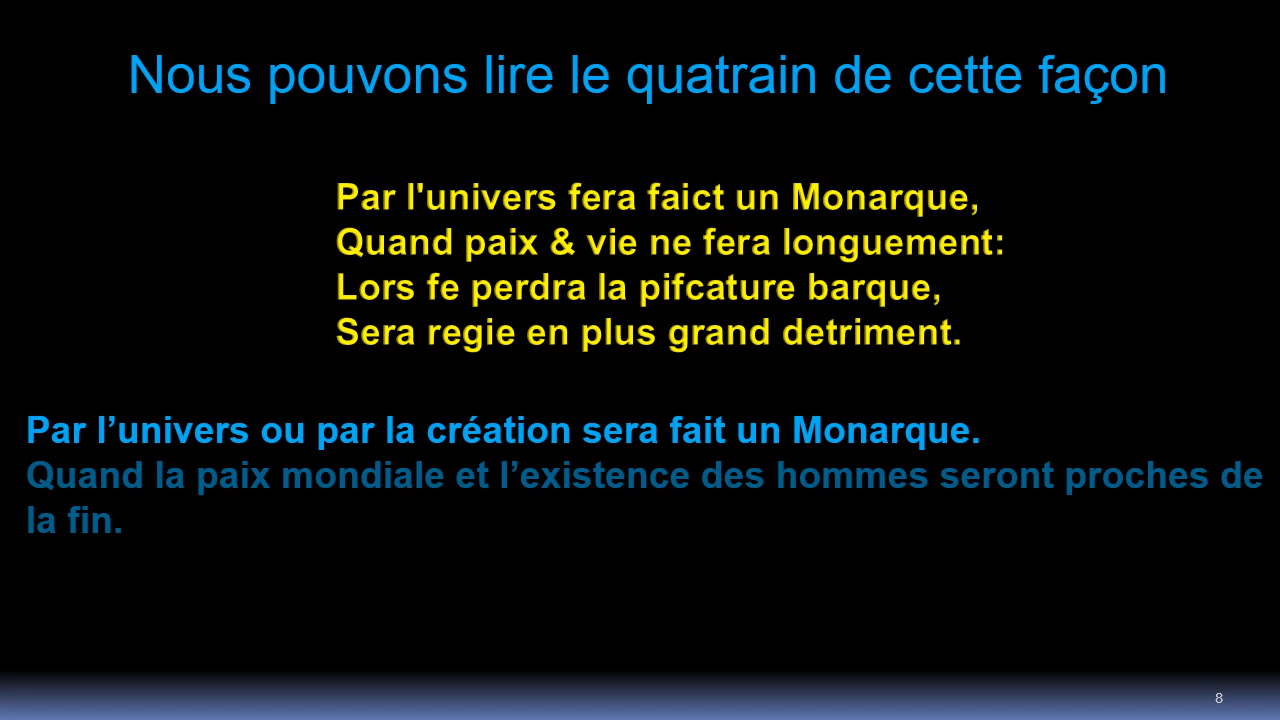 Nous pouvons lire le quatrain de cette façon
Par l'univers fera faict un Monarque,
Quand paix & vie ne fera longuement:
Lors fe perdra la pifcature barque,
Sera regie en plus grand detriment.
Par l’univers ou par la création sera fait un Monarque.
Quand la paix mondiale et l’existence des hommes seront proches de
la fin.
8